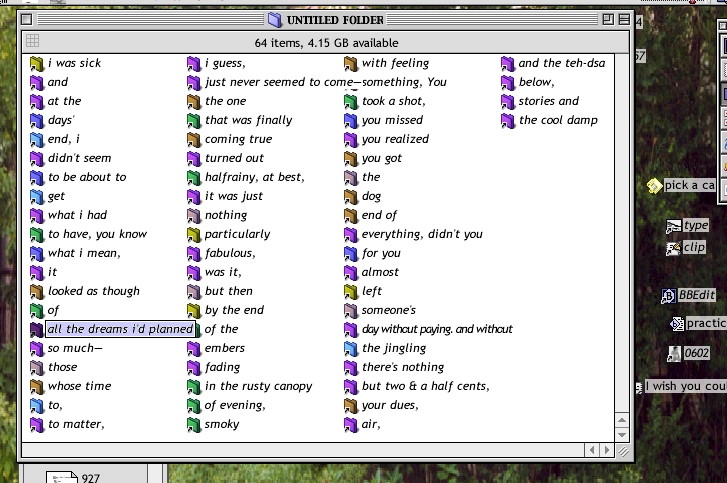 UNTITLED FOLDER
64 items, 4.15 GB available
i was sick
and
at the
days'
end, i
didn't seem
to be about to
get
what i had
to have, you know
what i mean,
it
looked as though
of
all the dreams i'd planned
so much—
those
whose time
to,
to matter,
i guess,
just never seemed to come—
the one
that was finally
coming true
turned out
halfrainy, at best,
it was just
nothing
particularly
fabulous,
was it,
but then
by the end
of the
embers
fading
in the rusty canopy
of evening,
smoky
with feeling
something, You
took a shot,
you missed
you realized
you got
the
dog
end of
everything, didn't you
for you
almost
left
someone's
day without paying. and without
the jingling
there's nothing
but two & a half cents,
your dues,
air,
and the teh-dsa
below,
stories and
the cool damp
4
57
pick a ca
type
clip
BBEdit
practic
0602
I wish you cou
927